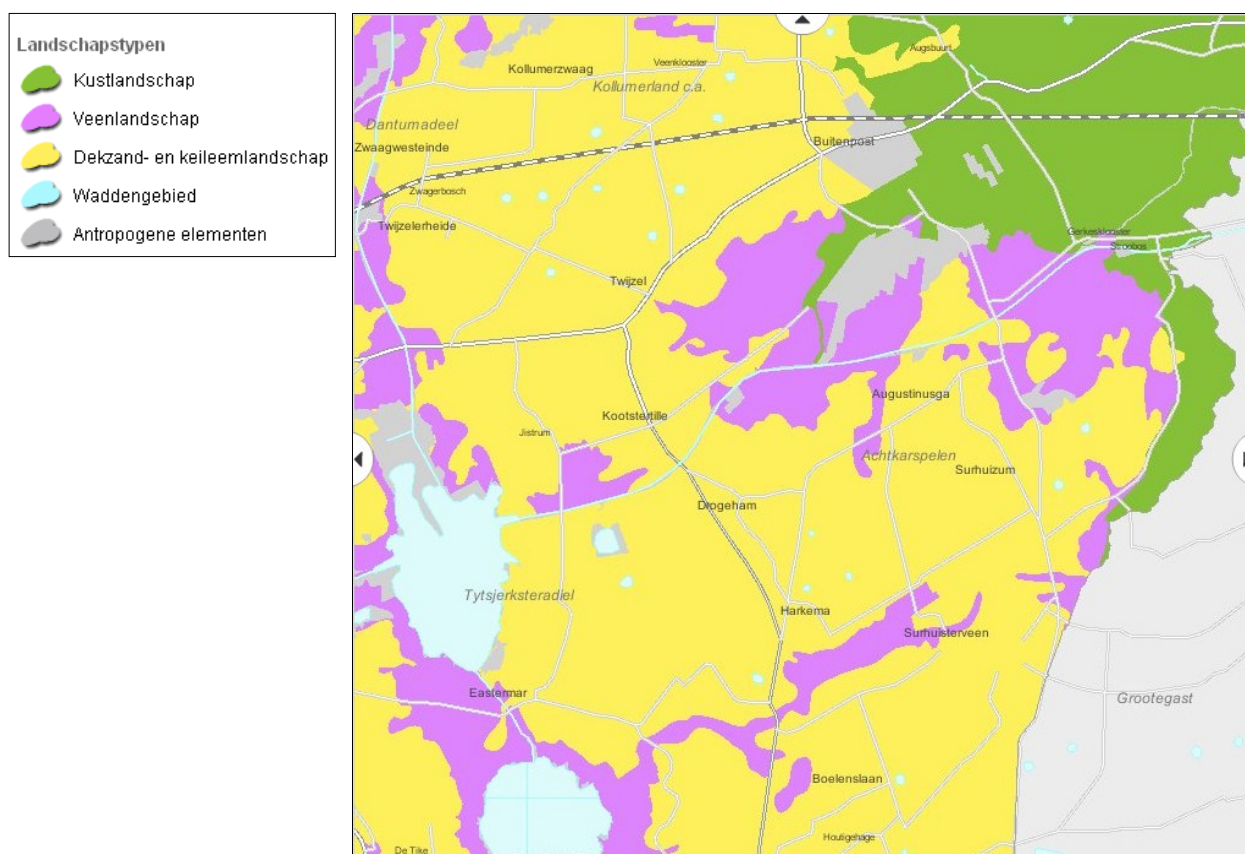 Landschapstypen
Kustlandschap
Veenlandschap
Dekzand- en keileemlandschap
Waddengebied
Antropogene elementen
Augsbuurt
Veenklooster
Kollumerzwaag
Kollumerland c.a.
Dantumadeel
Zwaagwesteinde
Buitenpost
Zwagerbosch
Twijzelerheide
Gerkesklooster
Stroobos
Twijzel
Augustinusga
Kootstertille
Jistrum
Achtkarspelen
Surhuizum
Drogeham
Tytsjerksteradiel
Harkema
Surhuisterveen
Eastermar
Grootegast
Boelenslaan
Houtigehage
De Tike